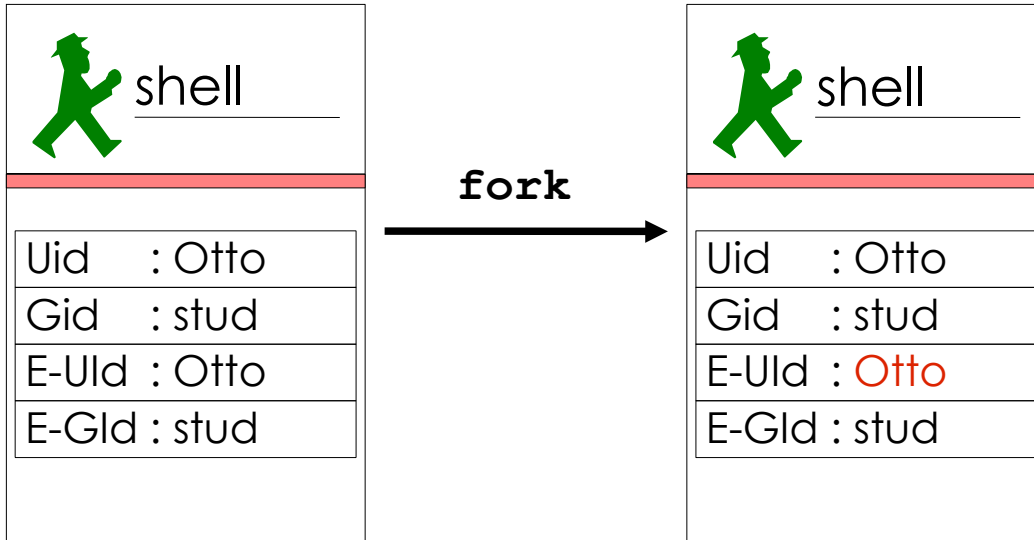 shell
Uid : Otto
Gid : stud
E-UId : Otto
E-GId : stud
fork
shell
Uid : Otto
Gid : stud
E-UId : Otto
E-GId : stud